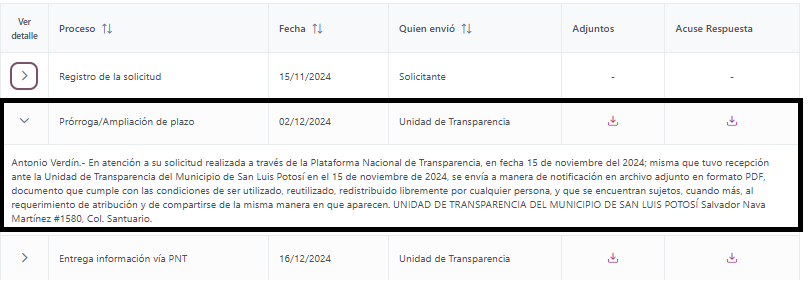 Ver detalle Proceso Fecha Quien envió Adjuntos Acuse Respuesta
Registro de la solicitud 15/11/2024 Solicitante - -
Prórroga/Ampliación de plazo 02/12/2024 Unidad de Transparencia
Antonio Verdín.- En atención a su solicitud realizada a través de la Plataforma Nacional de Transparencia, en fecha 15 de noviembre del 2024; misma que tuvo recepción
ante la Unidad de Transparencia del Municipio de San Luis Potosí en el 15 de noviembre de 2024, se envía a manera de notificación en archivo adjunto en formato PDF,
documento que cumple con las condiciones de ser utilizado, reutilizado, redistribuido libremente por cualquier persona, y que se encuentran sujetos, cuando más, al
requerimiento de atribución y de compartirse de la misma manera en que aparecen. UNIDAD DE TRANSPARENCIA DEL MUNICIPIO DE SAN LUIS POTOSÍ Salvador Nava
Martínez #1580, Col. Santuario.
Entrega información vía PNT 16/12/2024 Unidad de Transparencia